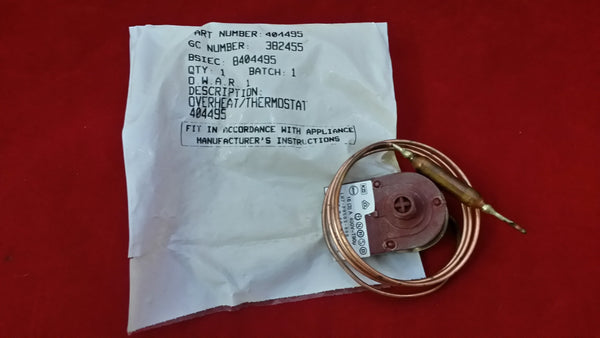 ART NUMBER: 404495
GC NUMBER: 382455
BSIEC: B404495
QTY: 1 BATCH: 1
D.W.A.R. 1
DESCRIPTION:
OVERHEAT/THERMOSTAT
404495
FIT IN ACCORDANCE WITH APPLIANCE
MANUFACTURER'S INSTRUCTIONS